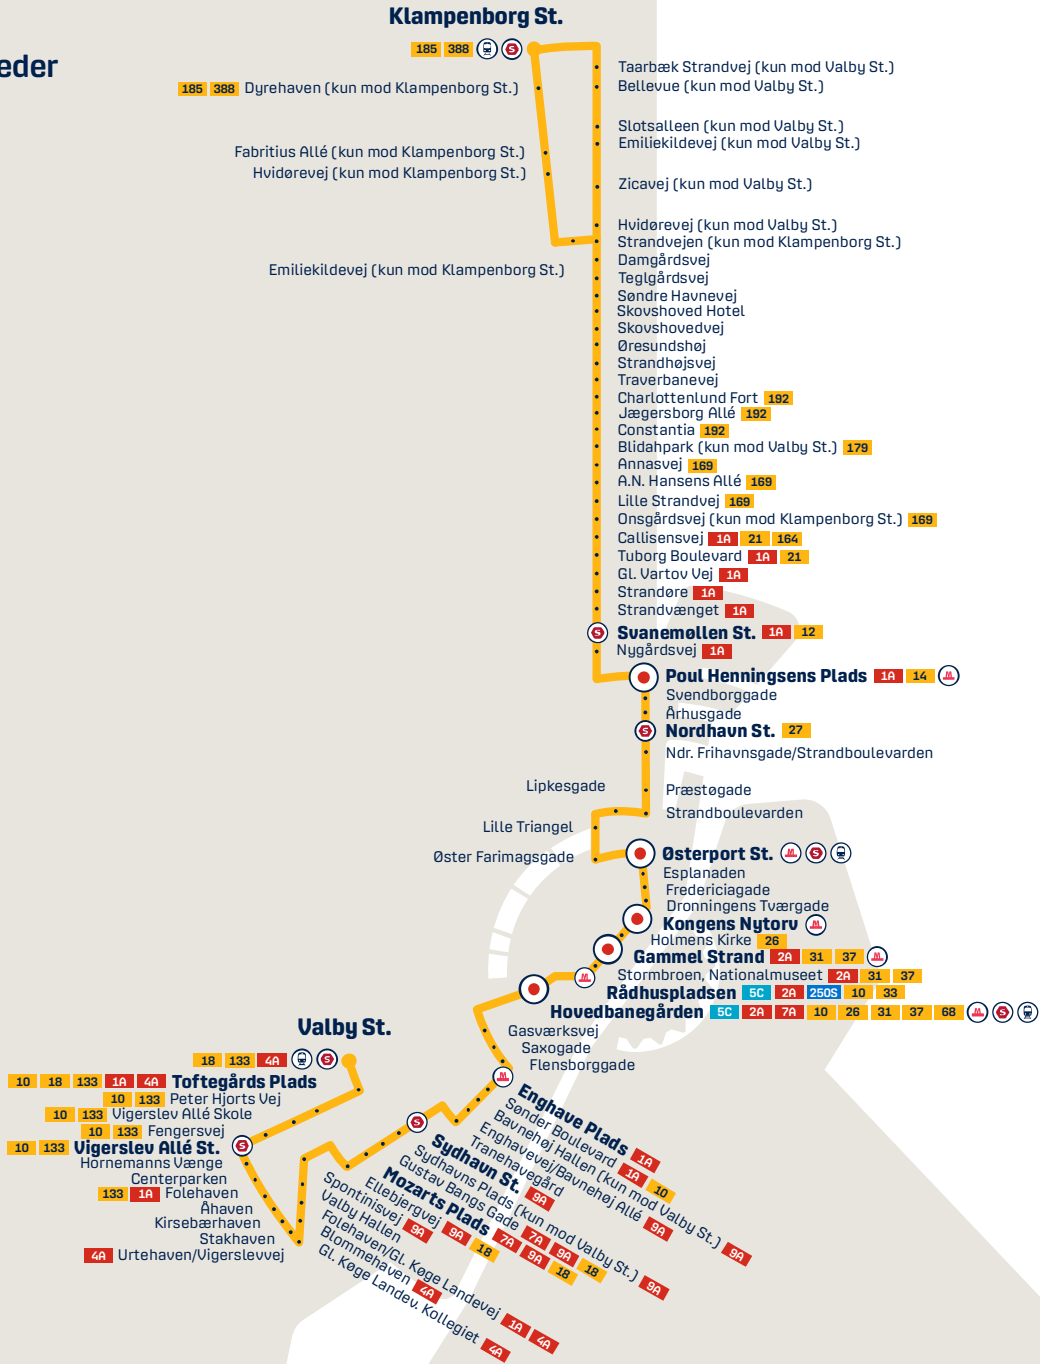 Klampenborg St.
185 388 S
eder
Taarbæk Strandvej (kun mod Valby St.)
Bellevue (kun mod Valby St.)
185 388 Dyrehaven (kun mod Klampenborg St.)
Slotsalleen (kun mod Valby St.)
Emiliekildevej (kun mod Valby St.)
Fabritius Allé (kun mod Klampenborg St.)
Hvidørevej (kun mod Klampenborg St.)
Zicavej (kun mod Valby St.)
Hvidørevej (kun mod Valby St.)
Strandvejen (kun mod Klampenborg St.)
Damgårdsvej
Emiliekildevej (kun mod Klampenborg St.)
Teglgårdsvej
Søndre Havnevej
Skovshoved Hotel
Skovshovedvej
Øresundshøj
Strandhøjsvej
Traverbanevej
Charlottenlund Fort 192
Jægersborg Allé 192
Constantia 192
Blidahpark (kun mod Valby St.) 179
Annasvej 169
A.N. Hansens Allé 169
Lille Strandvej 169
Onsgårdsvej (kun mod Klampenborg St.) 169
Callisensvej 1A 21 164
Tuborg Boulevard 1A 21
Gl. Vartov Vej 1A
Strandøre 1A
Strandvænget 1A
S Svanemøllen St. 1A 12
Nygårdsvej 1A
Poul Henningsens Plads 1A 14
Svendborggade
Århusgade
S Nordhavn St. 27
Ndr. Frihavnsgade/Strandboulevarden
Lipkesgade
Præstøgade
Strandboulevarden
Lille Triangel
Øster Farimagsgade
Østerport St. S
Esplanaden
Fredericiagade
Dronningens Tværgade
Kongens Nytorv
Holmens Kirke 26
Gammel Strand 2A 31 37
Stormbroen, Nationalmuseet 2A 31 37
Rådhuspladsen 5C 2A 250S 10 33
Hovedbanegården 5C 2A 7A 10 26 31 37 68 S
Gasværksvej
Saxogade
Flensborggade
Enghave Plads 1A
Sønder Boulevard 1A 10
Bavnehøj Hallen (kun mod Valby St.) 9A
Enghavevej/Bavnehøj Allé 9A
Tranehavegård
S Sydhavn St. 9A
Sydhavns Plads (kun mod Valby St.) 9A
Gustav Bangs Gade 7A 9A 18
Mozarts Plads 7A 9A 18
Ellebjergvej 9A 18
Spontinisvej 9A
Valby Hallen
Folehaven/Gl. Køge Landevej 1A 4A
Blommehaven 4A
Gl. Køge Landev. Kollegiet 4A
Valby St.
18 133 4A S
10 18 133 1A 4A Toftegårds Plads
10 133 Peter Hjorts Vej
10 133 Vigerslev Allé Skole
10 133 Fengersvej
10 133 Vigerslev Allé St. S
Hornemanns Vænge
Centerparken
133 1A Folehaven
Åhaven
Kirsebærhaven
Stakhaven
4A Urtehaven/Vigerslevvej